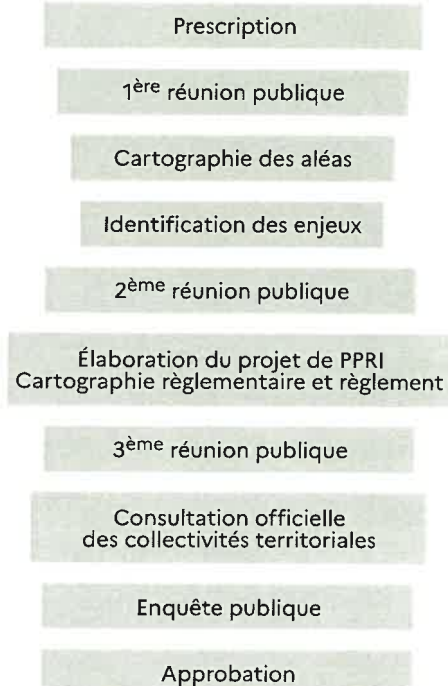 Prescription
1ère réunion publique
Cartographie des aléas
Identification des enjeux
2ème réunion publique
Élaboration du projet de PPRI
Cartographie règlementaire et règlement
3ème réunion publique
Consultation officielle
des collectivités territoriales
Enquête publique
Approbation